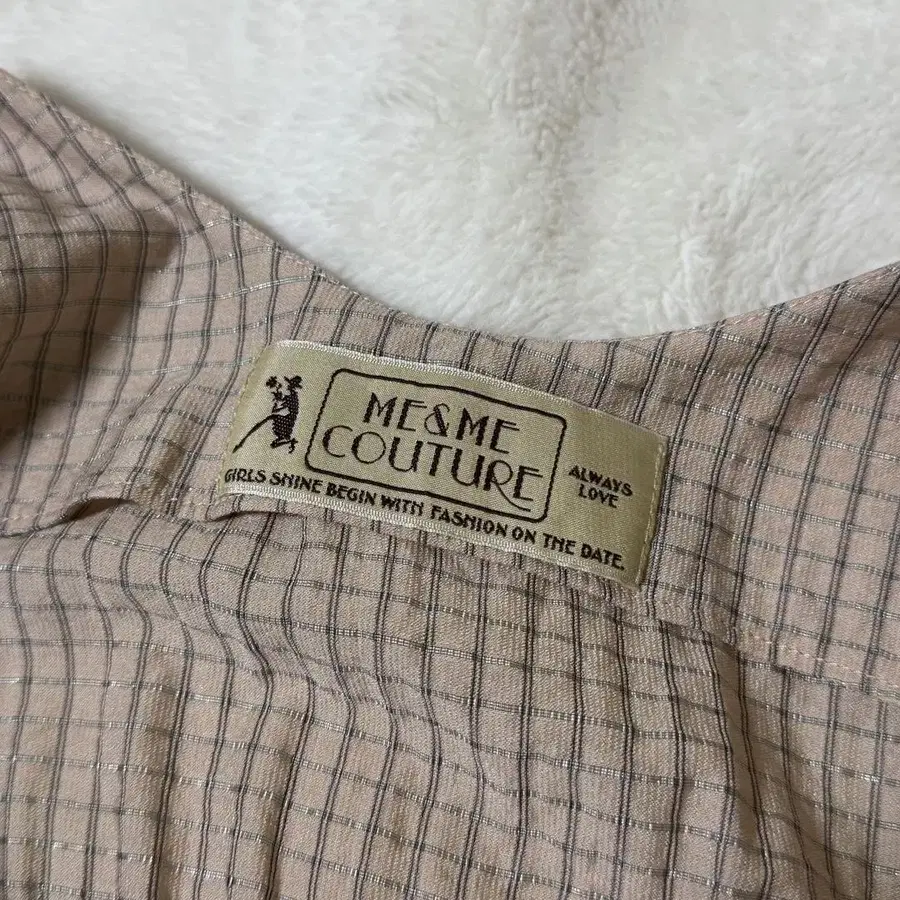 ME&ME
COUTURE
ALWAYS
LOVE
GIRLS SHINE BEGIN WITH FASHION ON THE DATE.